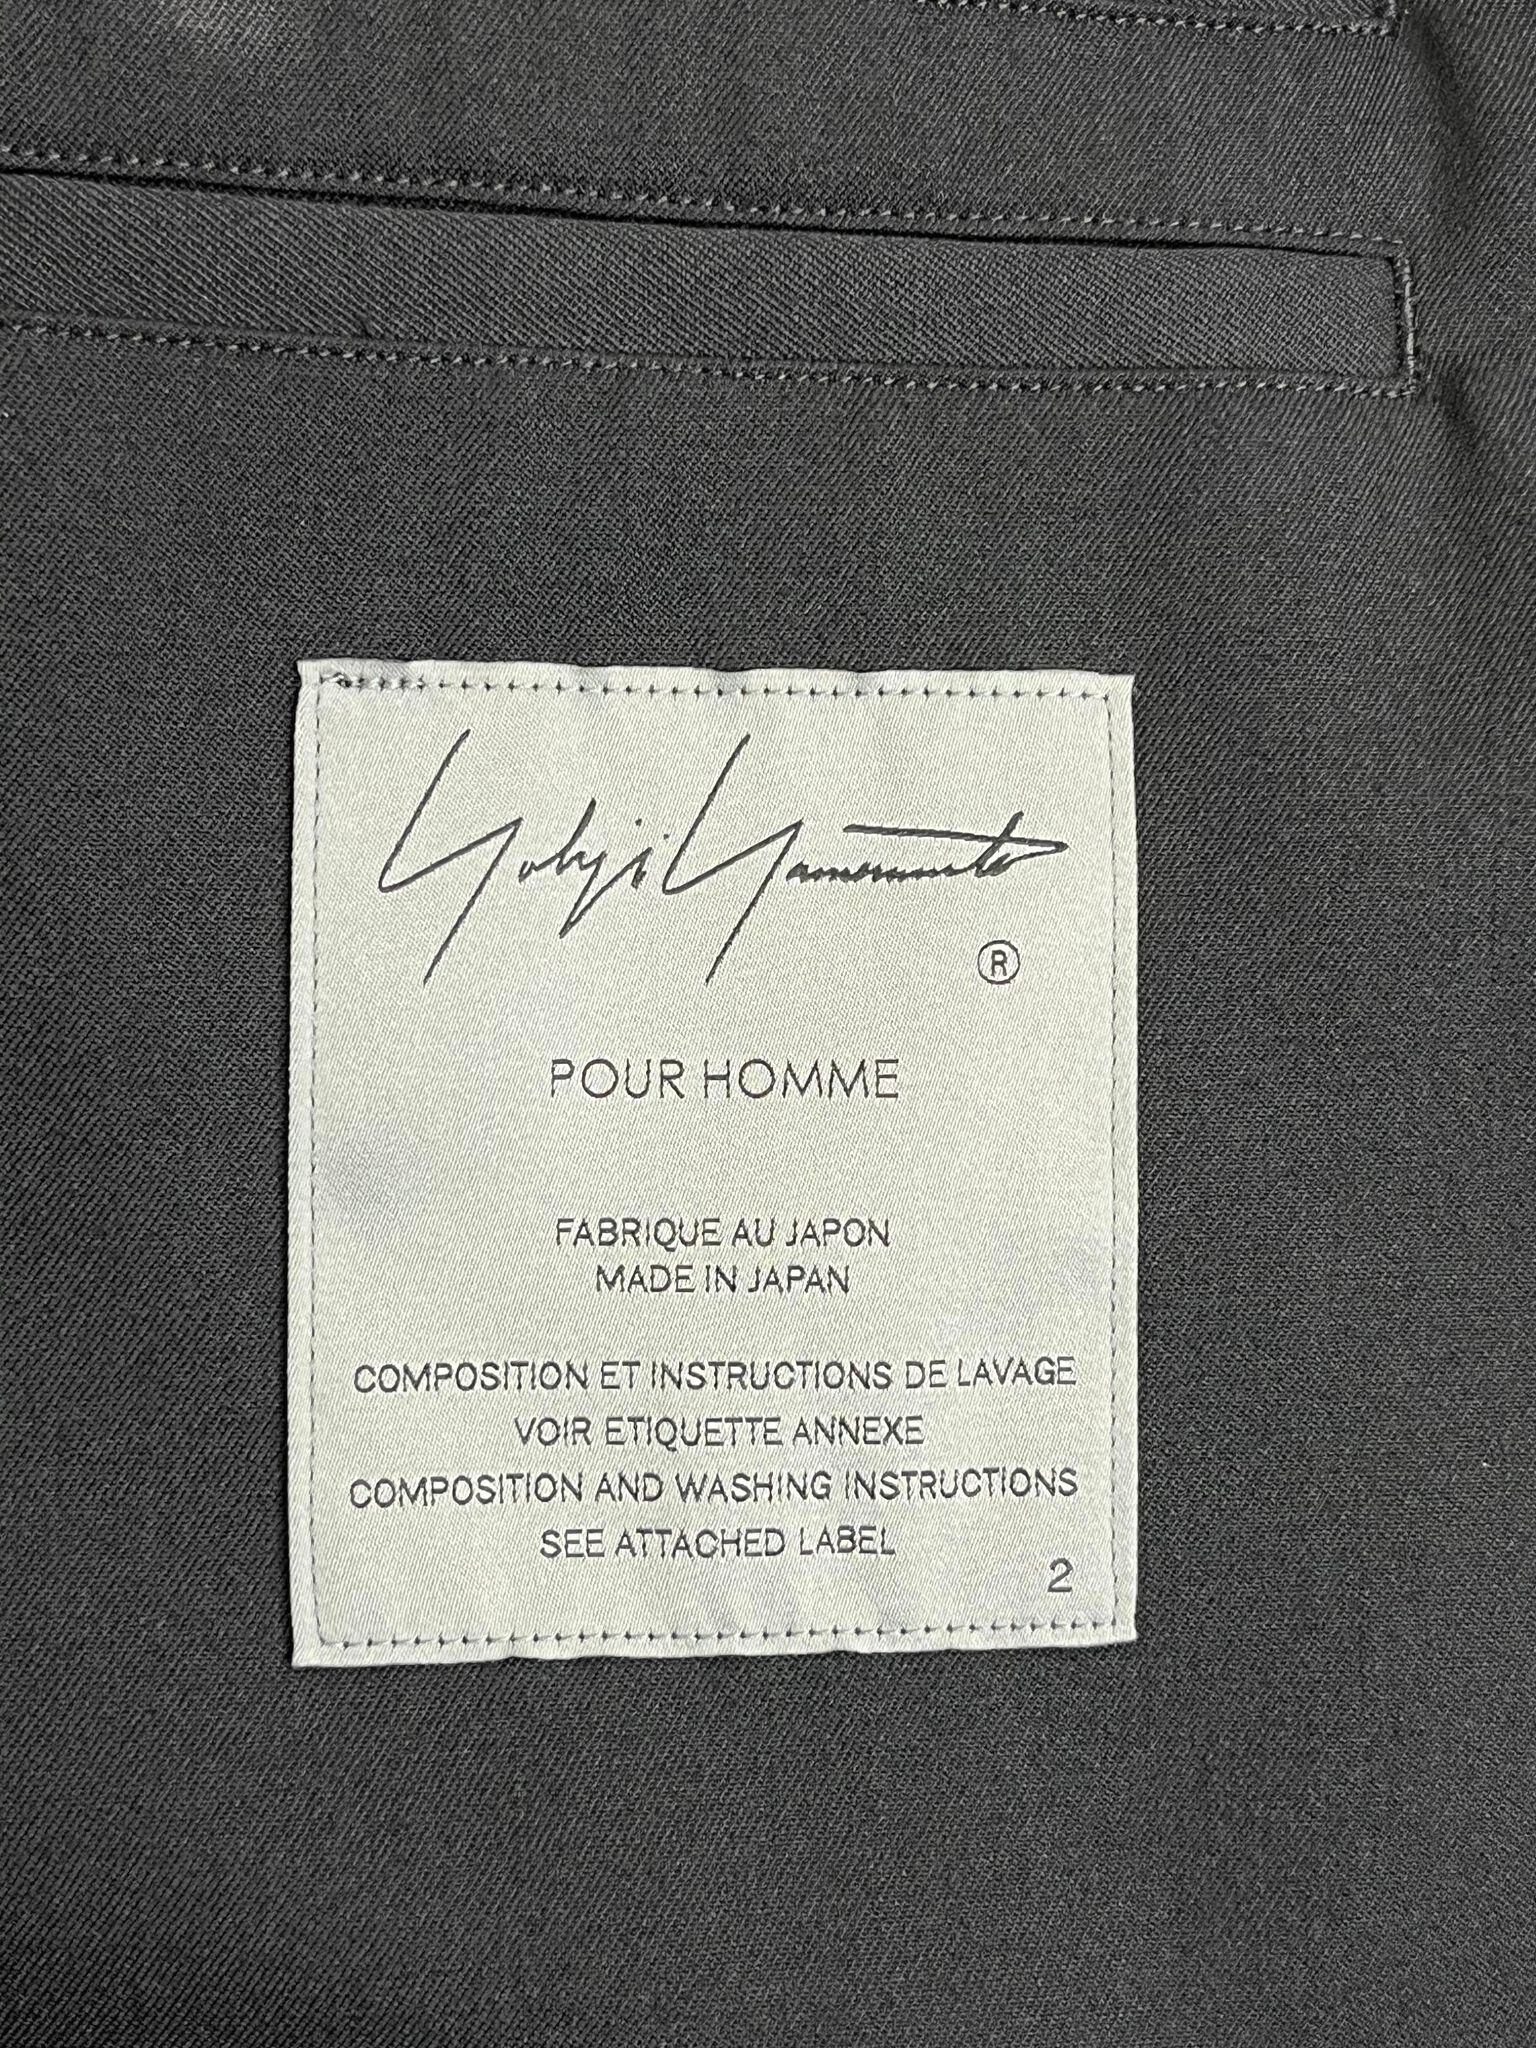 Yohji Yamamoto
®
POUR HOMME
FABRIQUE AU JAPON
MADE IN JAPAN
COMPOSITION ET INSTRUCTIONS DE LAVAGE
VOIR ETIQUETTE ANNEXE
COMPOSITION AND WASHING INSTRUCTIONS
SEE ATTACHED LABEL
2